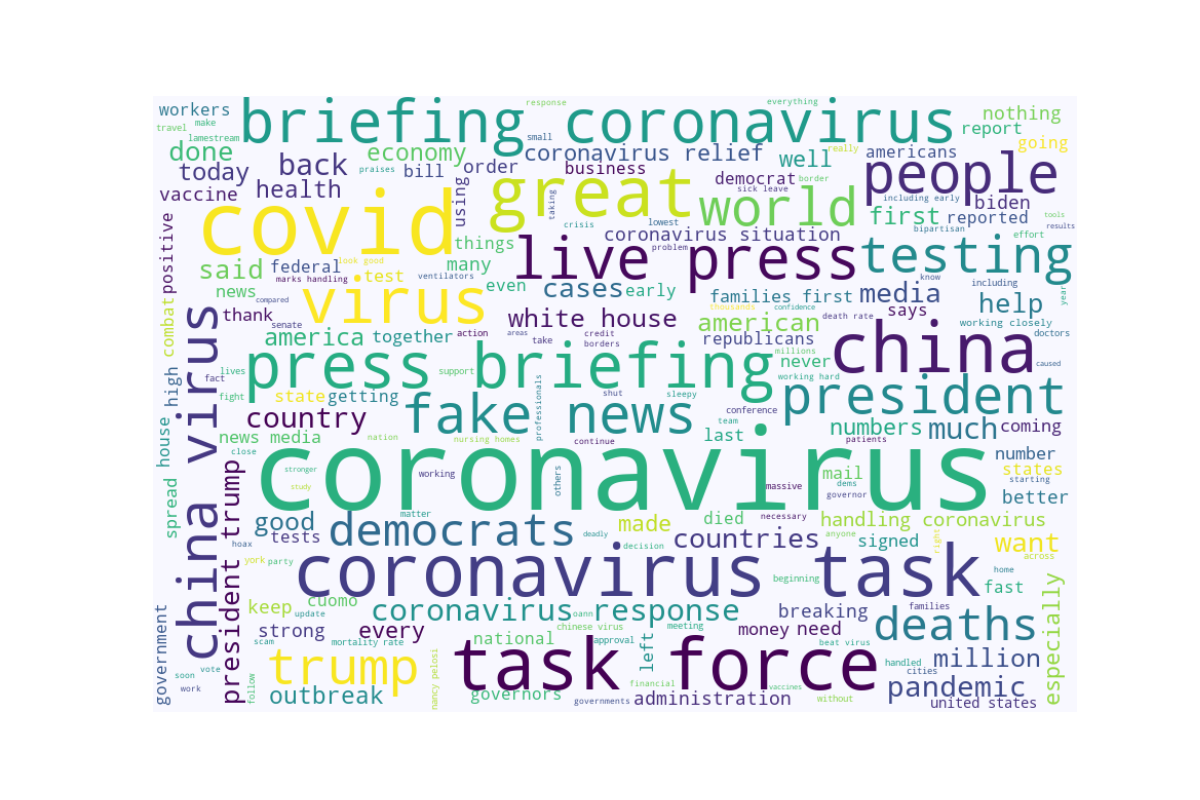 response
everything
workers
briefing coronavirus
nothing
make
travel
lamestream
small
report
going
done
economy
coronavirus relief
well
really
americans
today
back
praises
bill
order
business
democrat
border
people
vaccine
health
using
great
taking
sick leave
world
including early
biden
positive
covid
crisis
lowest
first
reported
tools
bipartisan
results
coronavirus situation
effort
things
live press
problem
testing
said
federal
look good
many
marks handling
test
ventilators
know
news
compared
even
cases
early
families first
media
including
help
year
combat
virus
thousands
confidence
says
thank
white house
american
death rate
working closely
china virus
senate
america
together
action
areas
credit
take
borders
republicans
doctors
china
never
millions
caused
lives
press briefing
support
fact
working hard
president
high
fight
state
getting
professionals
shut
sleepy
country
fake news
conference
team
numbers
much
coming
house
news media
nation
nursing homes
continue
last
patients
close
number
spread
president trump
stronger
coronavirus
working
others
massive
mail
dems
governor
states
starting
study
better
matter
good
democrats
deadly
made
died
necessary
handling coronavirus
tests
hoax
decision
countries
anyone
signed
right
want
across
york
party
coronavirus task
beginning
home
fast
especially
government
keep
cuomo
update
coronavirus response
oann
chinese virus
meeting
breaking
families
deaths
strong
every
national
approval
left
money
need
beat virus
scam
mortality rate
vote
soon
work
follow
trump
task force
handled
cities
million
financial
vaccines
pandemic
outbreak
nancy pelosi
governors
governments
administration
without
united states